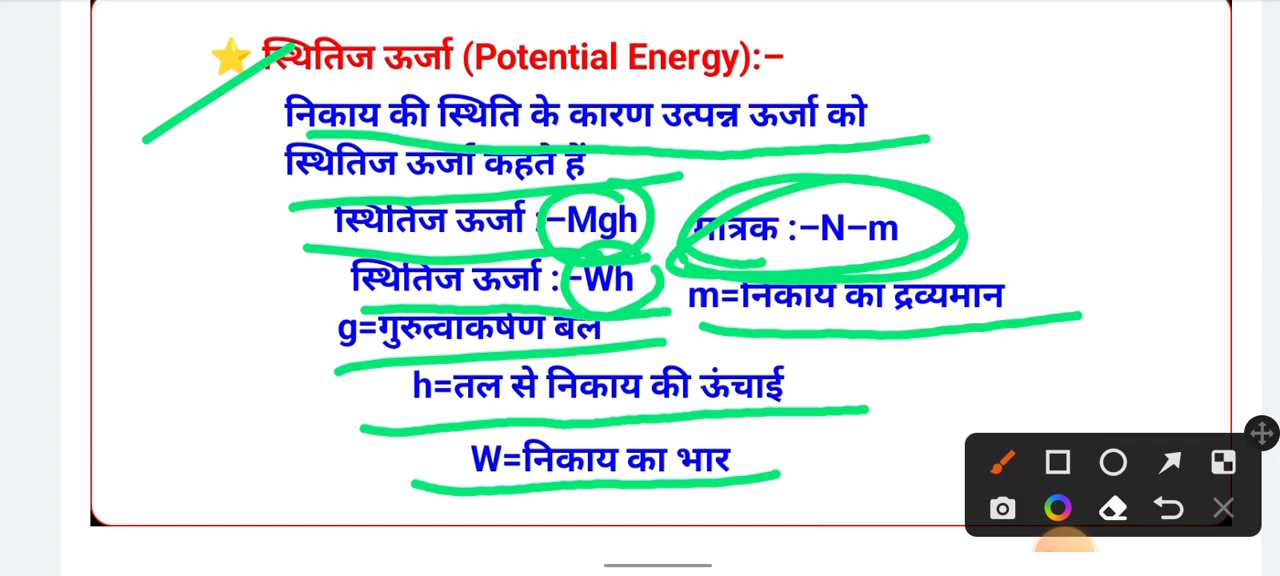 स्थितिज ऊर्जा (Potential Energy):–
निकाय की स्थिति के कारण उत्पन्न ऊर्जा को
स्थितिज ऊर्जा कहते हैं
स्थितिज ऊर्जा :–Mgh
मात्रक :–N–m
स्थितिज ऊर्जा :–Wh
m=निकाय का द्रव्यमान
g=गुरुत्वाकर्षण बल
h=तल से निकाय की ऊंचाई
W=निकाय का भार